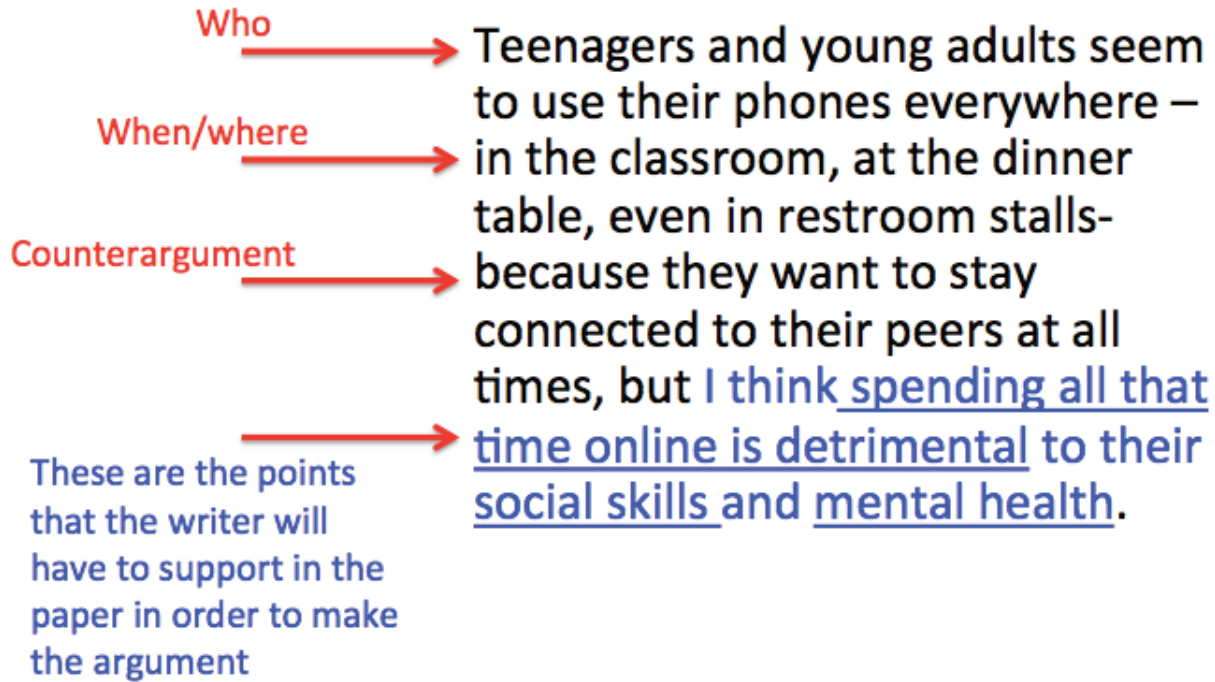 Who
Teenagers and young adults seem
to use their phones everywhere –
When/where
in the classroom, at the dinner
table, even in restroom stalls-
Counterargument
because they want to stay
connected to their peers at all
times, but I think spending all that
time online is detrimental to their
social skills and mental health.
These are the points
that the writer will
have to support in the
paper in order to make
the argument